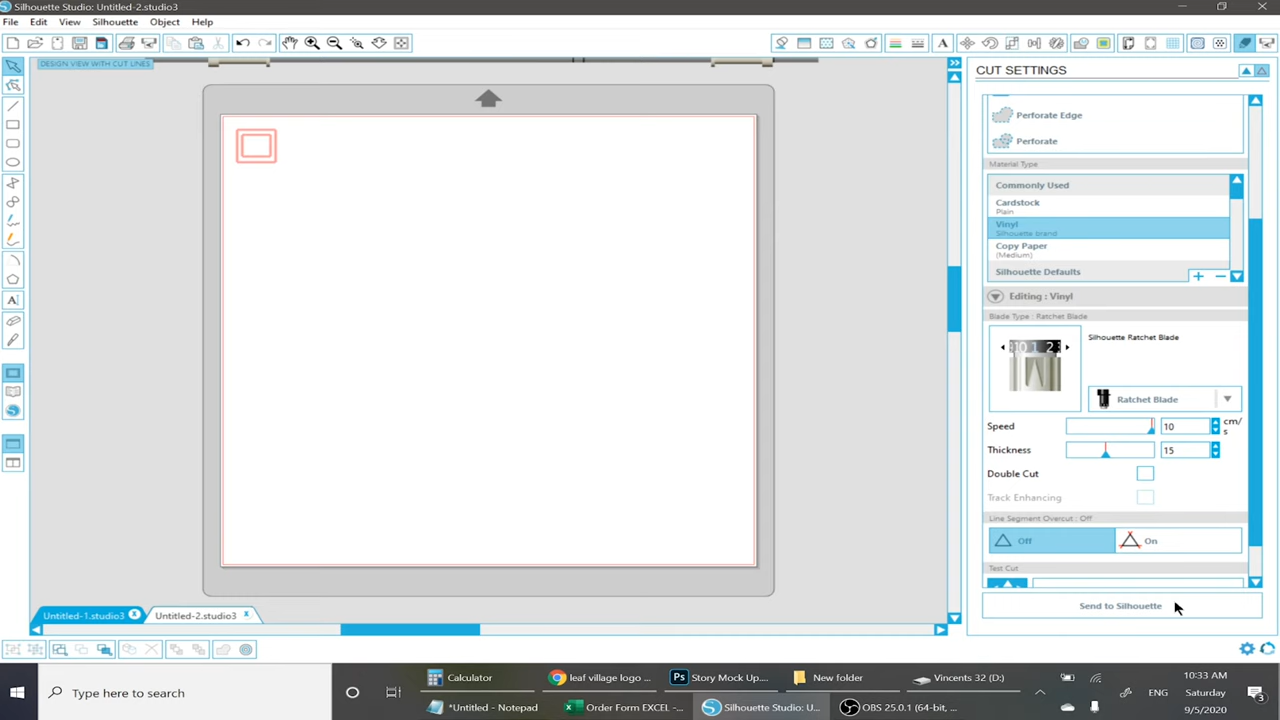 Silhouette Studio: Untitled-2.studio3
File Edit View Silhouette Object Help
DESIGN VIEW WITH CUT LINES
CUT SETTINGS
Perforate Edge
Perforate
Material Type
Commonly Used
Cardstock
Plain
Vinyl
Silhouette brand
Copy Paper
(Medium)
Silhouette Defaults
Editing : Vinyl
Blade Type : Ratchet Blade
10 1 2
Silhouette Ratchet Blade
Ratchet Blade
Speed 10 cm/s
Thickness 15
Double Cut
Track Enhancing
Line Segment Overcut : Off
Off On
Test Cut
Send to Silhouette
Untitled-1.studio3 x Untitled-2.studio3 x
Calculator leaf village logo ... Story Mock Up,... New folder Vincents 32 (D:)
Type here to search
*Untitled - Notepad Order Form EXCEL -... Silhouette Studio: U... OBS 25.0.1 (64-bit, ...
ENG
10:33 AM
Saturday
9/5/2020
3